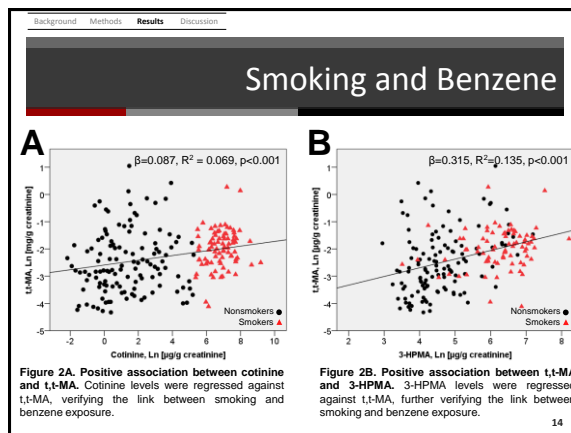 Background Methods Results Discussion
Smoking and Benzene
A
β=0.087, R² = 0.069, p<0.001
t,t-MA, Ln [µg/g creatinine]
1
0
-1
-2
-3
-4
-5
-2 0 2 4 6 8 10
Nonsmokers
Smokers
Cotinine, Ln [µg/g creatinine]
Figure 2A. Positive association between cotinine
and t,t-MA. Cotinine levels were regressed against
t,t-MA, verifying the link between smoking and
benzene exposure.
B
β=0.315, R²=0.135, p<0.001
t,t-MA, Ln [µg/g creatinine]
1
0
-1
-2
-3
-4
-5
2 3 4 5 6 7 8
Nonsmokers
Smokers
3-HPMA, Ln [µg/g creatinine]
Figure 2B. Positive association between t,t-MA
and 3-HPMA. 3-HPMA levels were regressed
against t,t-MA, further verifying the link between
smoking and benzene exposure.
14